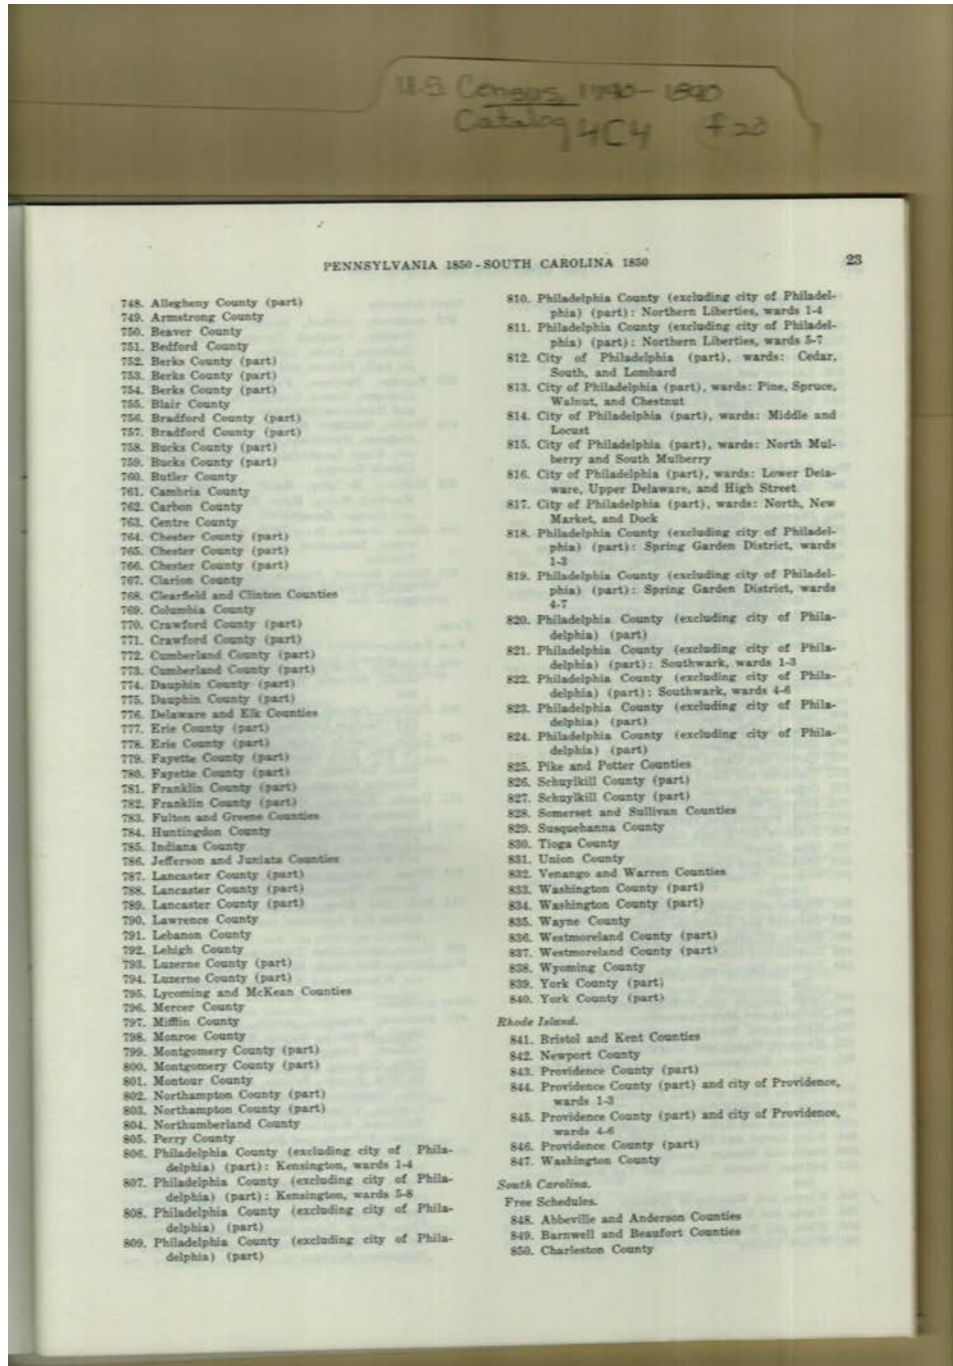 U.S. Census, 1790-1890
Catalog 4C4 f 23
PENNSYLVANIA 1850-SOUTH CAROLINA 1850 23
748. Allegheny County (part)
749. Armstrong County
750. Beaver County
751. Bedford County
752. Berks County (part)
753. Berks County (part)
754. Berks County (part)
755. Blair County
756. Bradford County (part)
757. Bradford County (part)
758. Bucks County (part)
759. Bucks County (part)
760. Butler County
761. Cambria County
762. Carbon County
763. Centre County
764. Chester County (part)
765. Chester County (part)
766. Chester County (part)
767. Clarion County
768. Clearfield and Clinton Counties
769. Columbia County
770. Crawford County (part)
771. Crawford County (part)
772. Cumberland County (part)
773. Cumberland County (part)
774. Dauphin County (part)
775. Dauphin County (part)
776. Delaware and Elk Counties
777. Erie County (part)
778. Erie County (part)
779. Fayette County (part)
780. Fayette County (part)
781. Franklin County (part)
782. Franklin County (part)
783. Fulton and Greene Counties
784. Huntingdon County
785. Indiana County
786. Jefferson and Juniata Counties
787. Lancaster County (part)
788. Lancaster County (part)
789. Lancaster County (part)
790. Lawrence County
791. Lebanon County
792. Lehigh County
793. Luzerne County (part)
794. Luzerne County (part)
795. Lycoming and McKean Counties
796. Mercer County
797. Mifflin County
798. Monroe County
799. Montgomery County (part)
800. Montgomery County (part)
801. Montour County
802. Northampton County (part)
803. Northampton County (part)
804. Northumberland County
805. Perry County
806. Philadelphia County (excluding city of Phila-
delphia) (part): Kensington, wards 1-4
807. Philadelphia County (excluding city of Phila-
delphia) (part): Kensington, wards 5-8
808. Philadelphia County (excluding city of Phila-
delphia) (part)
809. Philadelphia County (excluding city of Phila-
delphia) (part)
810. Philadelphia County (excluding city of Philadel-
phia) (part): Northern Liberties, wards 1-4
811. Philadelphia County (excluding city of Philadel-
phia) (part): Northern Liberties, wards 5-7
812. City of Philadelphia (part), wards: Cedar,
South, and Lombard
813. City of Philadelphia (part), wards: Pine, Spruce,
Walnut, and Chestnut
814. City of Philadelphia (part), wards: Middle and
Locust
815. City of Philadelphia (part), wards: North Mul-
berry and South Mulberry
816. City of Philadelphia (part), wards: Lower Dela-
ware, Upper Delaware, and High Street
817. City of Philadelphia (part), wards: North, New
Market, and Dock
818. Philadelphia County (excluding city of Philadel-
phia) (part): Spring Garden District, wards
1-3
819. Philadelphia County (excluding city of Philadel-
phia) (part): Spring Garden District, wards
4-7
820. Philadelphia County (excluding city of Phila-
delphia) (part)
821. Philadelphia County (excluding city of Phila-
delphia) (part): Southwark, wards 1-3
822. Philadelphia County (excluding city of Phila-
delphia) (part): Southwark, wards 4-6
823. Philadelphia County (excluding city of Phila-
delphia) (part)
824. Philadelphia County (excluding city of Phila-
delphia) (part)
825. Pike and Potter Counties
826. Schuylkill County (part)
827. Schuylkill County (part)
828. Somerset and Sullivan Counties
829. Susquehanna County
830. Tioga County
831. Union County
832. Venango and Warren Counties
833. Washington County (part)
834. Washington County (part)
835. Wayne County
836. Westmoreland County (part)
837. Westmoreland County (part)
838. Wyoming County
839. York County (part)
840. York County (part)
Rhode Island.
841. Bristol and Kent Counties
842. Newport County
843. Providence County (part)
844. Providence County (part) and city of Providence,
wards 1-3
845. Providence County (part) and city of Providence,
wards 4-6
846. Providence County (part)
847. Washington County
South Carolina.
Free Schedules.
848. Abbeville and Anderson Counties
849. Barnwell and Beaufort Counties
850. Charleston County